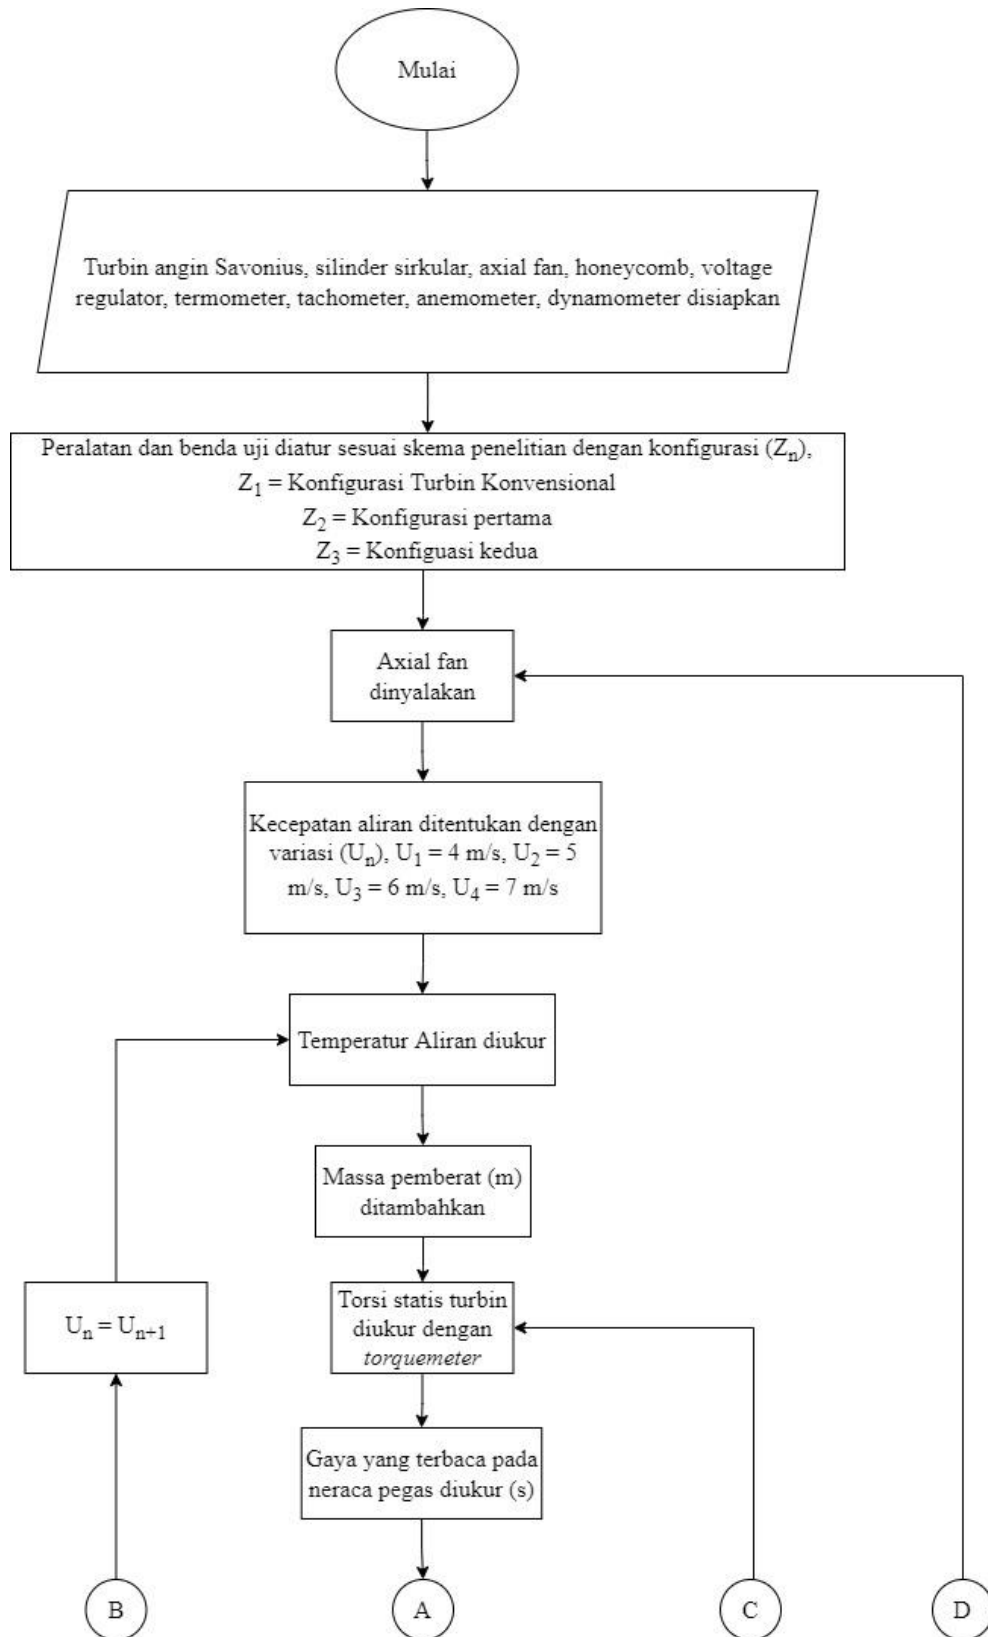 Mulai
Turbin angin Savonius, silinder sirkular, axial fan, honeycomb, voltage
regulator, termometer, tachometer, anemometer, dynamometer disiapkan
Peralatan dan benda uji diatur sesuai skema penelitian dengan konfigurasi (Zn),
Z1 = Konfigurasi Turbin Konvensional
Z2 = Konfigurasi pertama
Z3 = Konfiguasi kedua
Axial fan
dinyalakan
Kecepatan aliran ditentukan dengan
variasi (Un), U1 = 4 m/s, U2 = 5
m/s, U3 = 6 m/s, U4 = 7 m/s
Temperatur Aliran diukur
Massa pemberat (m)
ditambahkan
Un = Un+1
Torsi statis turbin
diukur dengan
torquemeter
Gaya yang terbaca pada
neraca pegas diukur (s)
B
A
C
D